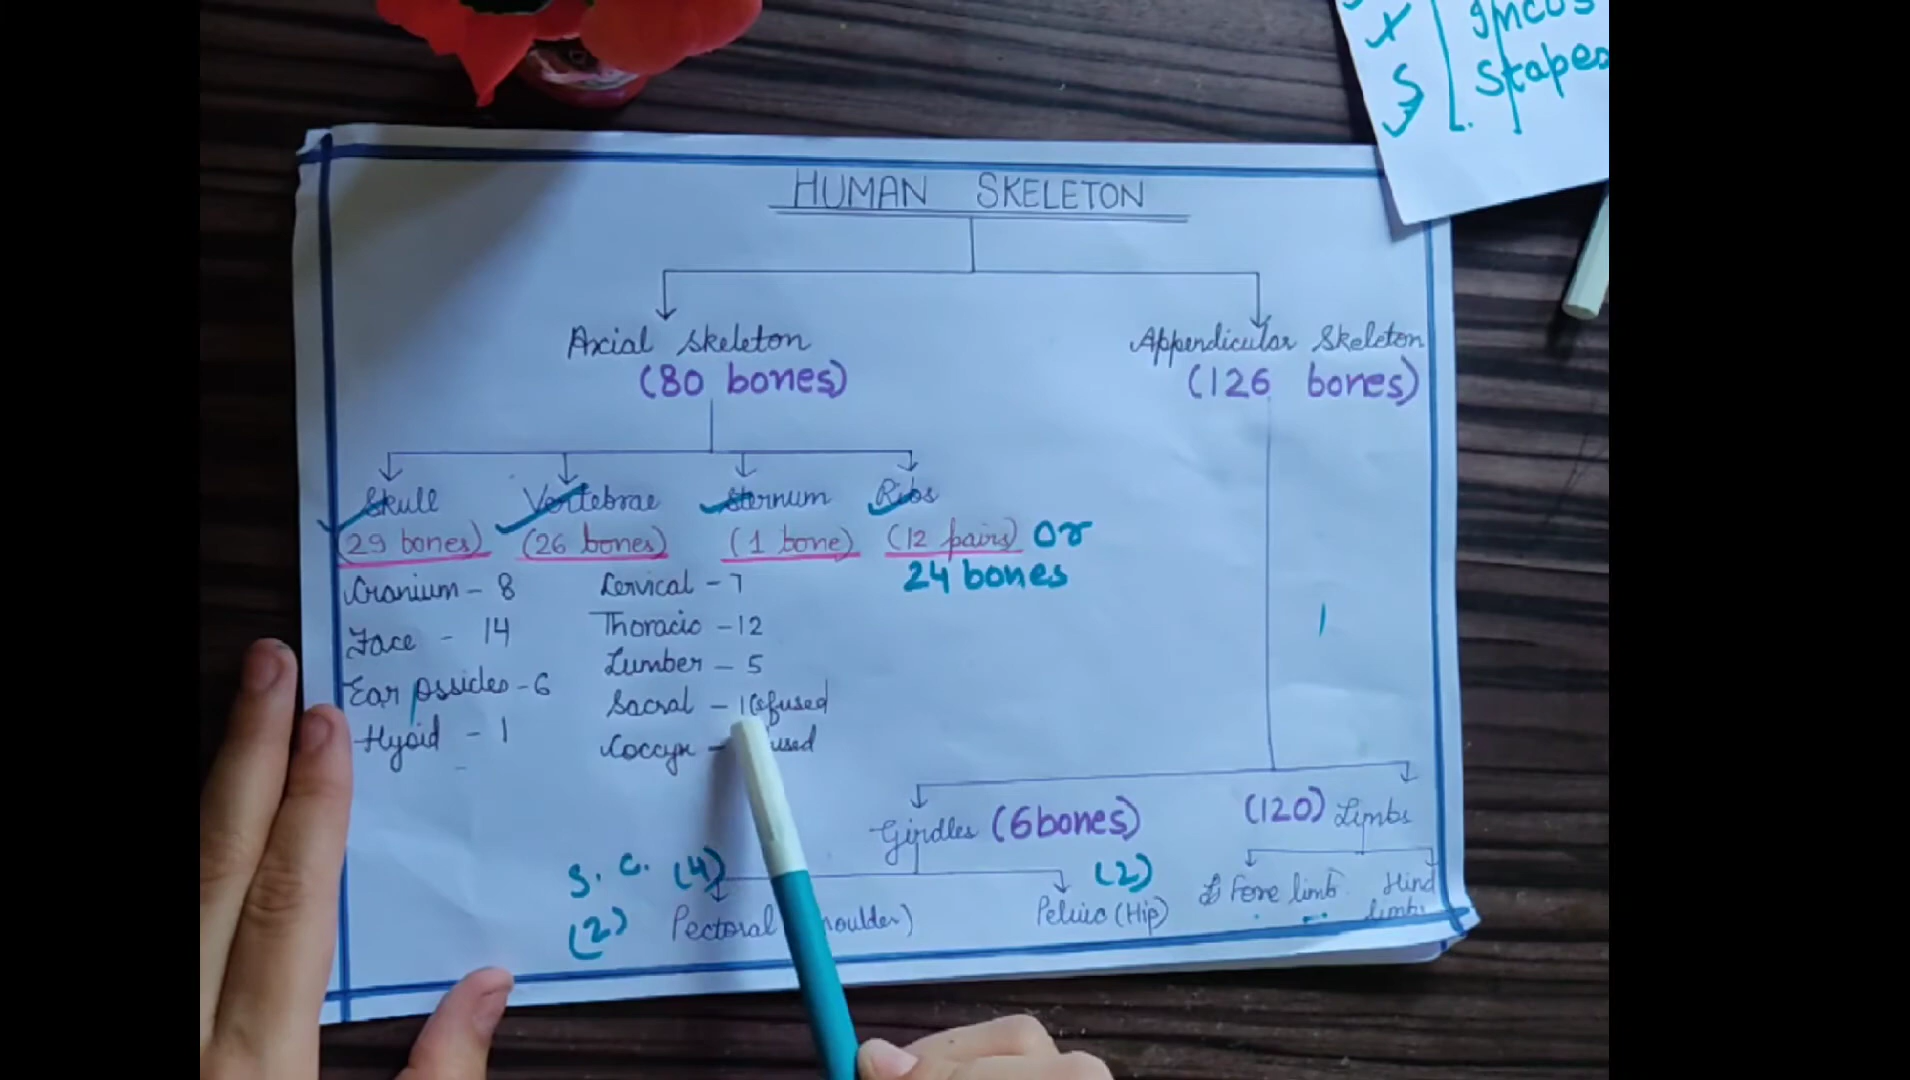 Imcus
Stapes
HUMAN SKELETON
Axial Skeleton
(80 bones)
Appendicular Skeleton
(126 bones)
Skull
(29 bones)
Cranium - 8
Face - 14
Ear ossicles - 6
Hyoid - 1
Vertebrae
(26 bones)
Cervical - 7
Thoracic - 12
Lumber - 5
Sacral - 1
Coccyx -
Sternum
(1 bone)
Ribs
(12 pairs) or
24 bones
Girdles (6 bones)
(120) Limbs
S. C. (4)
(2)
Pectoral
(2)
Pelvic (Hip)
Fore limb
Hind
limbs